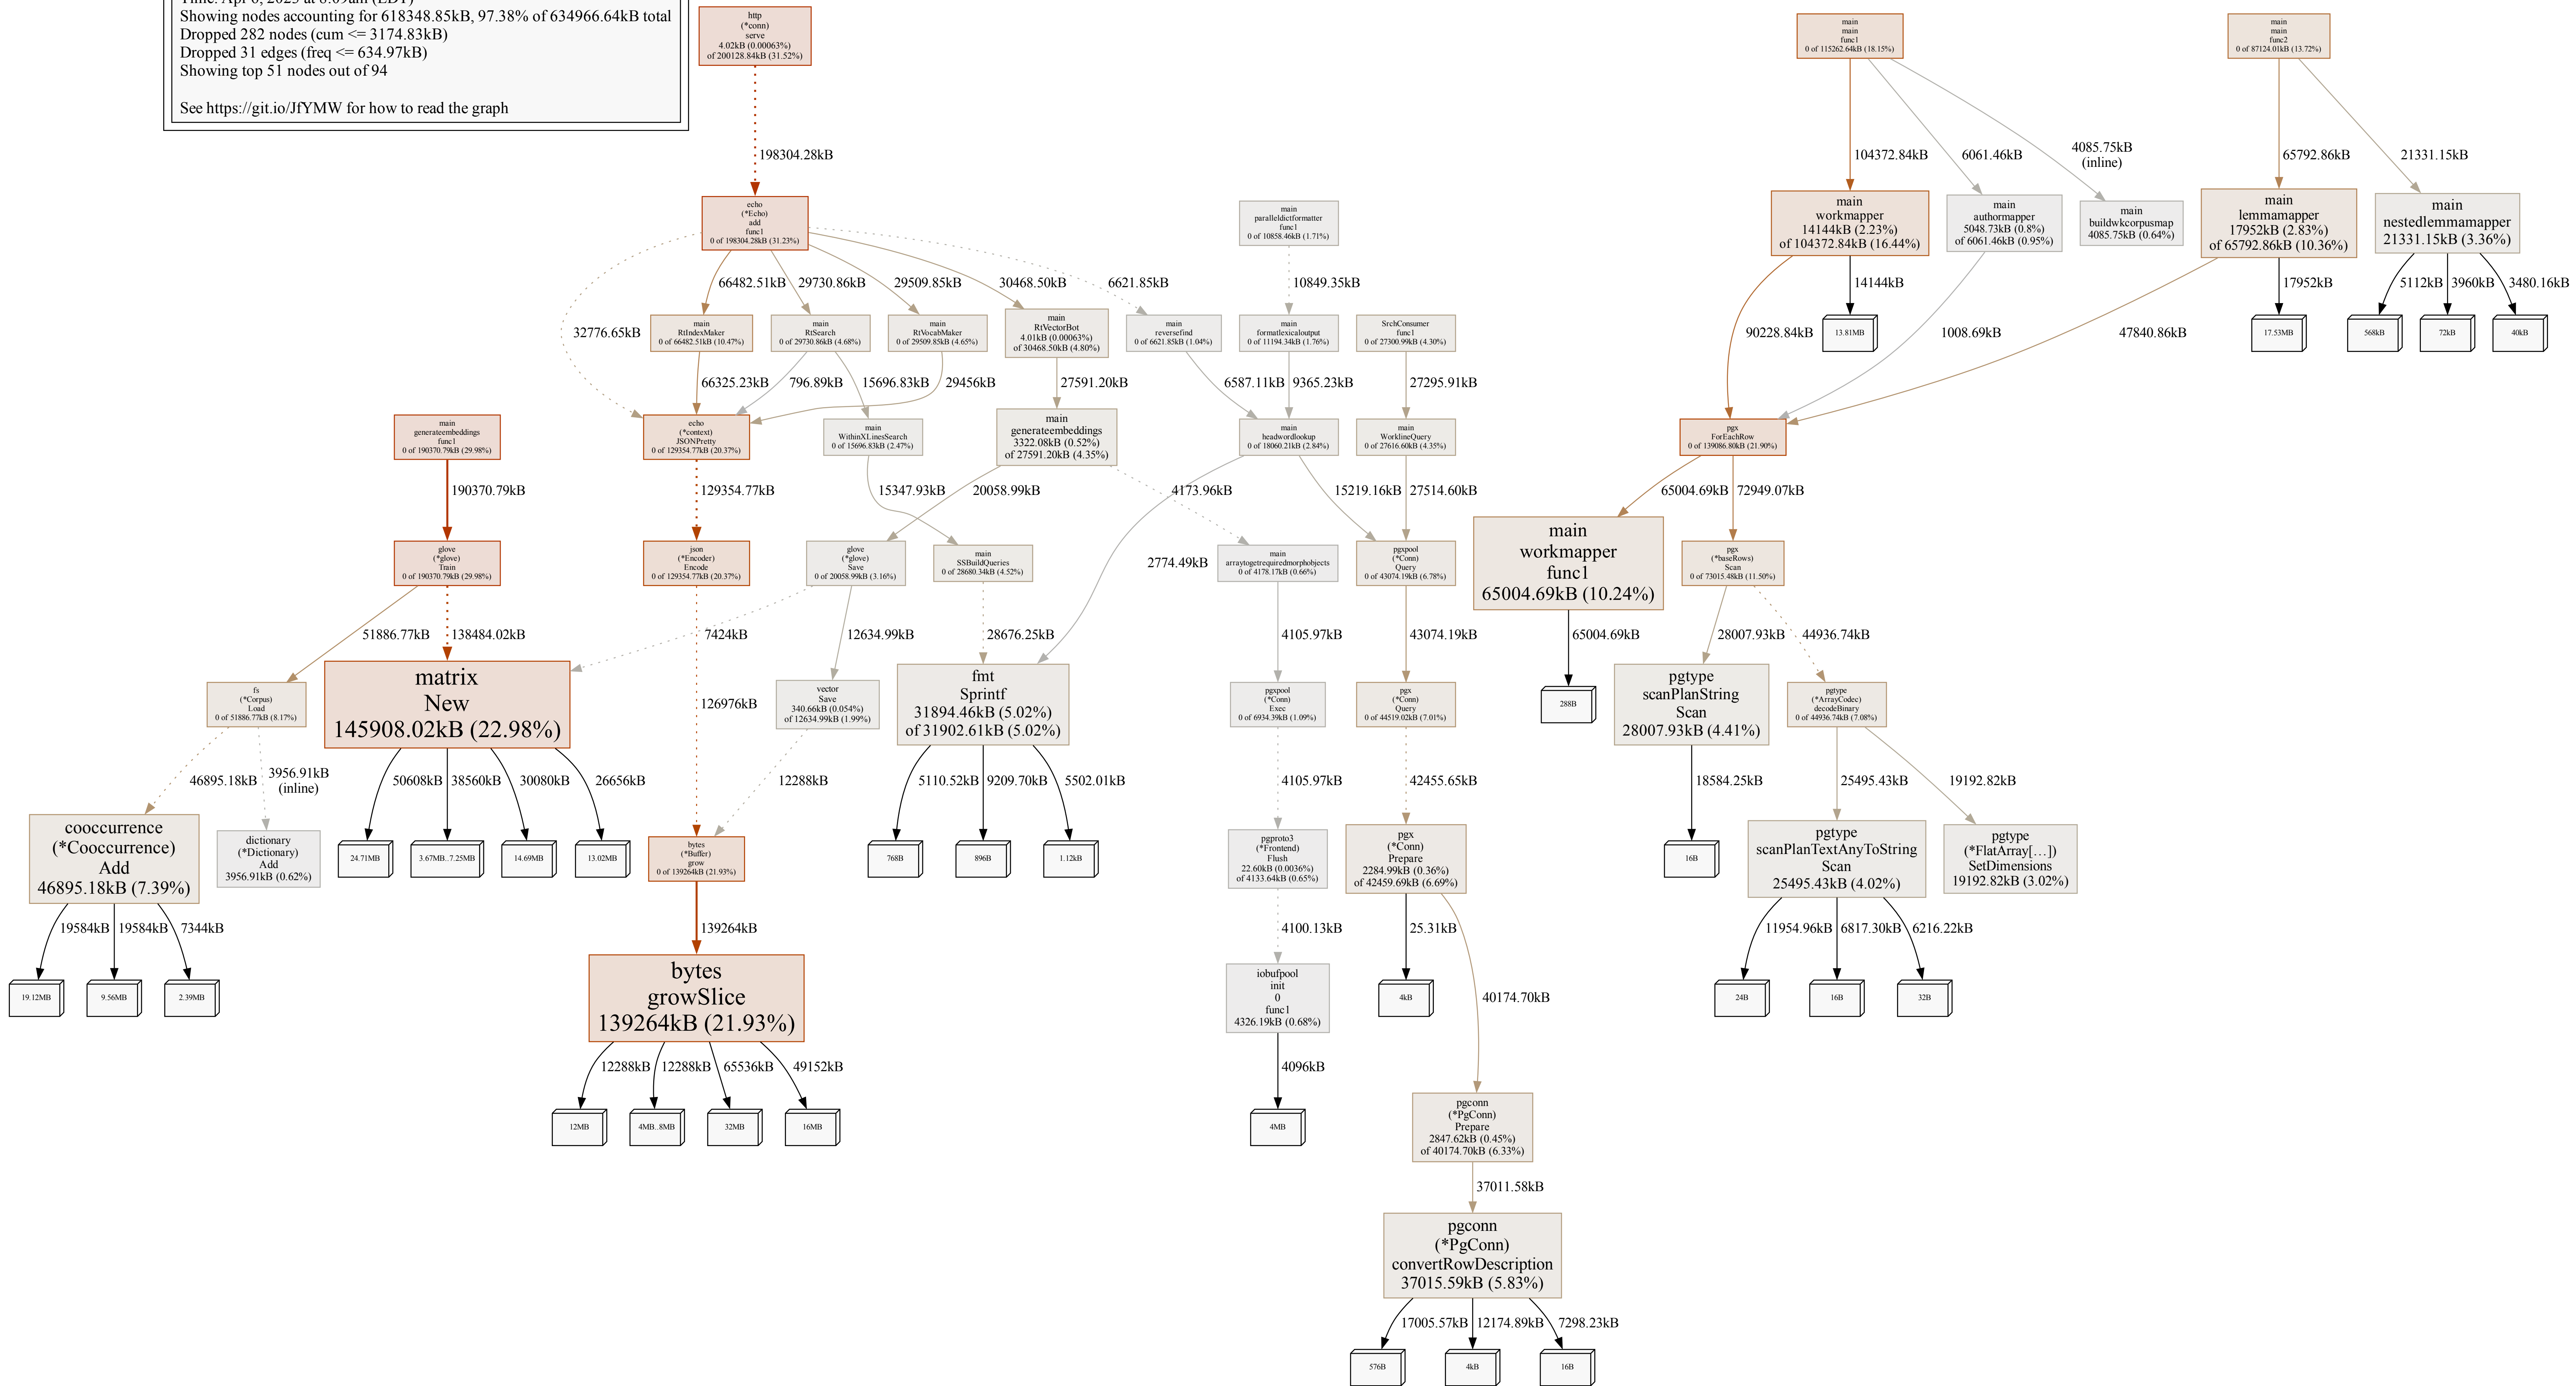 Time: Apr 6, 2023 at 8:09am (EDT)
Showing nodes accounting for 618348.85kB, 97.38% of 634966.64kB total
Dropped 282 nodes (cum <= 3174.83kB)
Dropped 31 edges (freq <= 634.97kB)
Showing top 51 nodes out of 94
See https://git.io/JfYMW for how to read the graph
http
(*conn)
serve
4.02kB (0.00063%)
of 200128.84kB (31.52%)
main
main
func1
0 of 115262.64kB (18.15%)
main
main
func2
0 of 87124.01kB (13.72%)
198304.28kB
104372.84kB
6061.46kB
4085.75kB
(inline)
65792.86kB
21331.15kB
echo
(*Echo)
add
func1
0 of 198304.28kB (31.23%)
main
paralleldictformatter
func1
0 of 10858.46kB (1.71%)
main
workmapper
14144kB (2.23%)
of 104372.84kB (16.44%)
main
authormapper
5048.73kB (0.8%)
of 6061.46kB (0.95%)
main
buildwkcorpusmap
4085.75kB (0.64%)
main
lemmamapper
17952kB (2.83%)
of 65792.86kB (10.36%)
main
nestedlemmamapper
21331.15kB (3.36%)
32776.65kB
66482.51kB
29730.86kB
29509.85kB
30468.50kB
6621.85kB
10849.35kB
90228.84kB
14144kB
1008.69kB
47840.86kB
17952kB
5112kB
3960kB
3480.16kB
main
RtIndexMaker
0 of 66482.51kB (10.47%)
main
RtSearch
0 of 29730.86kB (4.68%)
main
RtVocabMaker
0 of 29509.85kB (4.65%)
main
RtVectorBot
4.01kB (0.00063%)
of 30468.50kB (4.80%)
main
reversefind
0 of 6621.85kB (1.04%)
main
formatlexicaloutput
0 of 11194.34kB (1.76%)
SrchConsumer
func1
0 of 27300.99kB (4.30%)
13.81MB
17.53MB
568kB
72kB
40kB
66325.23kB
796.89kB
15696.83kB
29456kB
27591.20kB
6587.11kB
9365.23kB
27295.91kB
main
generateembeddings
func1
0 of 190370.79kB (29.98%)
echo
(*context)
JSONPretty
0 of 129354.77kB (20.37%)
main
WithinXLinesSearch
0 of 15696.83kB (2.47%)
main
generateembeddings
3322.08kB (0.52%)
of 27591.20kB (4.35%)
main
headwordlookup
0 of 18060.21kB (2.84%)
main
WorklineQuery
0 of 27616.60kB (4.35%)
pgx
ForEachRow
0 of 139086.80kB (21.90%)
190370.79kB
129354.77kB
15347.93kB
20058.99kB
4173.96kB
15219.16kB
27514.60kB
65004.69kB
72949.07kB
glove
(*glove)
Train
0 of 190370.79kB (29.98%)
json
(*Encoder)
Encode
0 of 129354.77kB (20.37%)
glove
(*glove)
Save
0 of 20058.99kB (3.16%)
main
SSBuildQueries
0 of 28680.34kB (4.52%)
2774.49kB
main
arraytogetrequiredmorphobjects
0 of 4178.17kB (0.66%)
pgxpool
(*Conn)
Query
0 of 43074.19kB (6.78%)
main
workmapper
func1
65004.69kB (10.24%)
pgx
(*baseRows)
Scan
0 of 73015.48kB (11.50%)
51886.77kB
138484.02kB
7424kB
12634.99kB
28676.25kB
4105.97kB
43074.19kB
65004.69kB
28007.93kB
44936.74kB
fs
(*Corpus)
Load
0 of 51886.77kB (8.17%)
matrix
New
145908.02kB (22.98%)
126976kB
vector
Save
340.66kB (0.054%)
of 12634.99kB (1.99%)
fmt
Sprintf
31894.46kB (5.02%)
of 31902.61kB (5.02%)
pgxpool
(*Conn)
Exec
0 of 6934.39kB (1.09%)
pgx
(*Conn)
Query
0 of 44519.02kB (7.01%)
288B
pgtype
scanPlanString
Scan
28007.93kB (4.41%)
pgtype
(*ArrayCodec)
decodeBinary
0 of 44936.74kB (7.08%)
46895.18kB
3956.91kB
(inline)
50608kB
38560kB
30080kB
26656kB
12288kB
5110.52kB
9209.70kB
5502.01kB
4105.97kB
42455.65kB
18584.25kB
25495.43kB
19192.82kB
cooccurrence
(*Cooccurrence)
Add
46895.18kB (7.39%)
dictionary
(*Dictionary)
Add
3956.91kB (0.62%)
24.71MB
3.67MB..7.25MB
14.69MB
13.02MB
bytes
(*Buffer)
grow
0 of 139264kB (21.93%)
768B
896B
1.12kB
pgproto3
(*Frontend)
Flush
22.60kB (0.0036%)
of 4133.64kB (0.65%)
pgx
(*Conn)
Prepare
2284.99kB (0.36%)
of 42459.69kB (6.69%)
16B
pgtype
scanPlanTextAnyToString
Scan
25495.43kB (4.02%)
pgtype
(*FlatArray[…])
SetDimensions
19192.82kB (3.02%)
19584kB
19584kB
7344kB
139264kB
4100.13kB
25.31kB
40174.70kB
11954.96kB
6817.30kB
6216.22kB
19.12MB
9.56MB
2.39MB
bytes
growSlice
139264kB (21.93%)
iobufpool
init
0
func1
4326.19kB (0.68%)
4kB
24B
16B
32B
12288kB
12288kB
65536kB
49152kB
4096kB
12MB
4MB..8MB
32MB
16MB
4MB
pgconn
(*PgConn)
Prepare
2847.62kB (0.45%)
of 40174.70kB (6.33%)
37011.58kB
pgconn
(*PgConn)
convertRowDescription
37015.59kB (5.83%)
17005.57kB
12174.89kB
7298.23kB
576B
4kB
16B